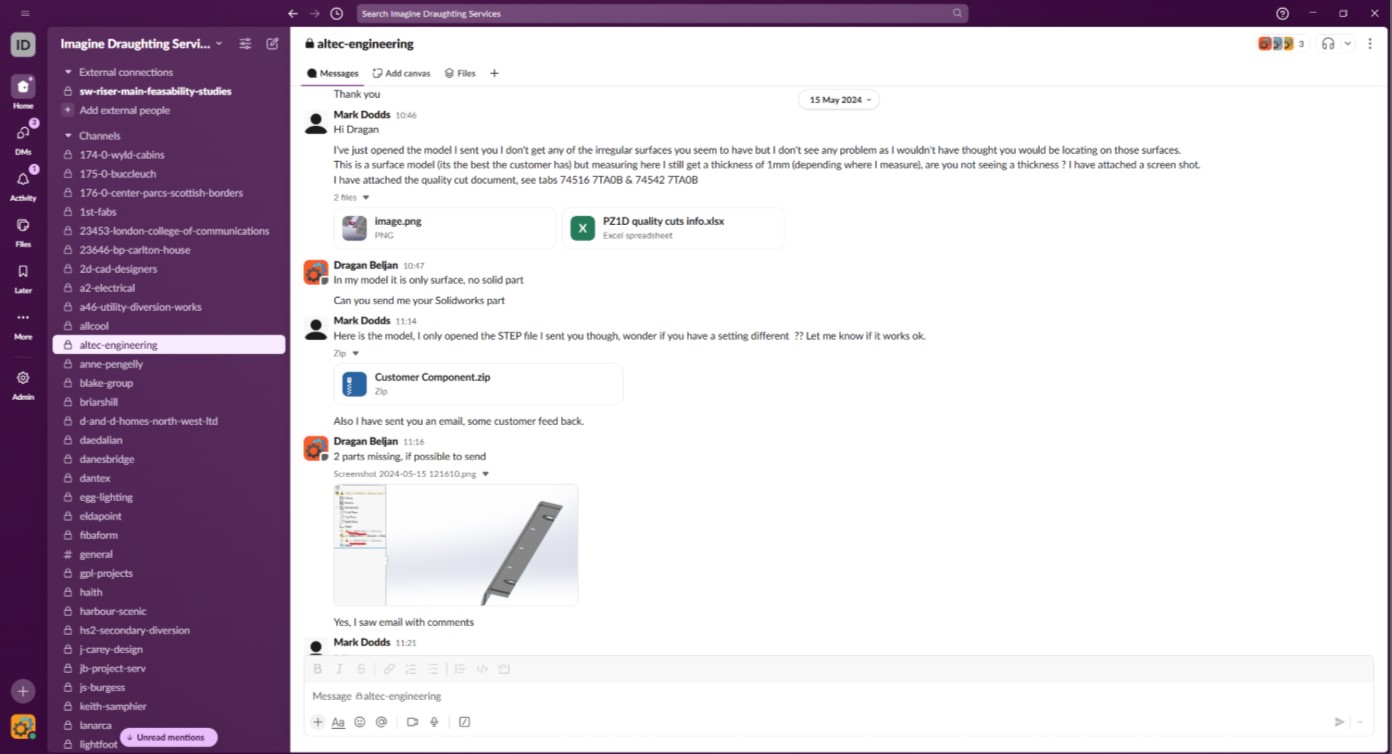 Search Imagine Draughting Services
ID
Home
3
DMs
1
Activity
Files
Later
More
Admin
Imagine Draughting Servi...
External connections
sw-riser-main-feasability-studies
Add external people
Channels
174-0-wyld-cabins
175-0-buccleuch
176-0-center-parcs-scottish-borders
1st-fabs
23453-london-college-of-communications
23646-bp-carlton-house
2d-cad-designers
a2-electrical
a46-utility-diversion-works
allcool
altec-engineering
anne-pengelly
blake-group
briarshill
d-and-d-homes-north-west-ltd
daedalian
danesbridge
dantex
egg-lighting
eldapoint
fibaform
# general
gpl-projects
haith
harbour-scenic
hs2-secondary-diversion
j-carey-design
jb-project-serv
js-burgess
keith-samphier
lanarca
lightfoot
Unread mentions
altec-engineering
3
Messages
Add canvas
Files
Thank you
15 May 2024
Mark Dodds 10:46
Hi Dragan
I've just opened the model I sent you I don't get any of the irregular surfaces you seem to have but I don't see any problem as I wouldn't have thought you would be locating on those surfaces.
This is a surface model (its the best the customer has) but measuring here I still get a thickness of 1mm (depending where I measure), are you not seeing a thickness ? I have attached a screen shot.
I have attached the quality cut document, see tabs 74516 7TA0B & 74542 7TA0B
2 files
image.png
PNG
X
PZ1D quality cuts info.xlsx
Excel spreadsheet
Dragan Beljan 10:47
In my model it is only surface, no solid part
Can you send me your Solidworks part
Mark Dodds 11:14
Here is the model, I only opened the STEP file I sent you though, wonder if you have a setting different ?? Let me know if it works ok.
Zip
Customer Component.zip
Zip
Also I have sent you an email, some customer feed back.
Dragan Beljan 11:16
2 parts missing, if possible to send
Screenshot 2024-05-15 121610.png
Yes, I saw email with comments
Mark Dodds 11:21
B I S
Message altec-engineering
Aa